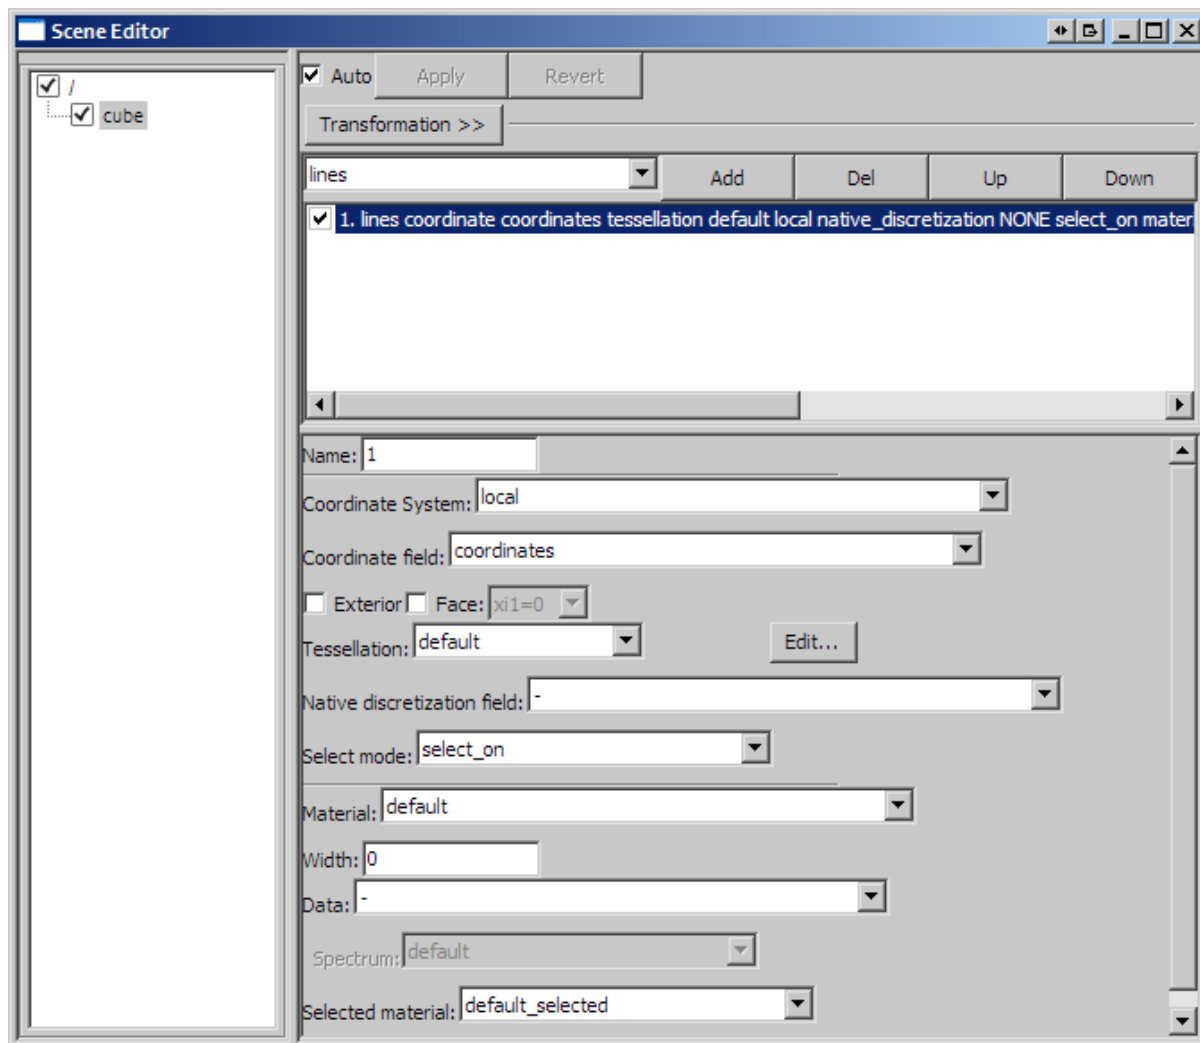 Scene Editor
/
cube
Auto Apply Revert
Transformation >>
lines Add Del Up Down
1. lines coordinate coordinates tessellation default local native_discretization NONE select_on mater
Name: 1
Coordinate System: local
Coordinate field: coordinates
Exterior Face: xi1=0
Tessellation: default Edit...
Native discretization field: -
Select mode: select_on
Material: default
Width: 0
Data: -
Spectrum: default
Selected material: default_selected